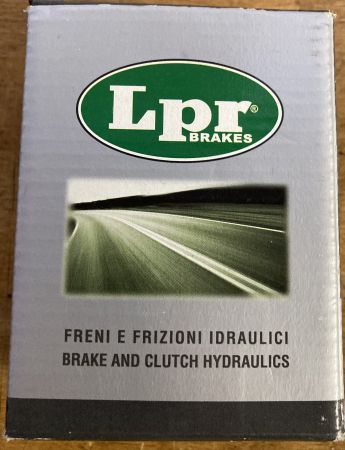 Lpr®
BRAKES
FRENI E FRIZIONI IDRAULICI
BRAKE AND CLUTCH HYDRAULICS